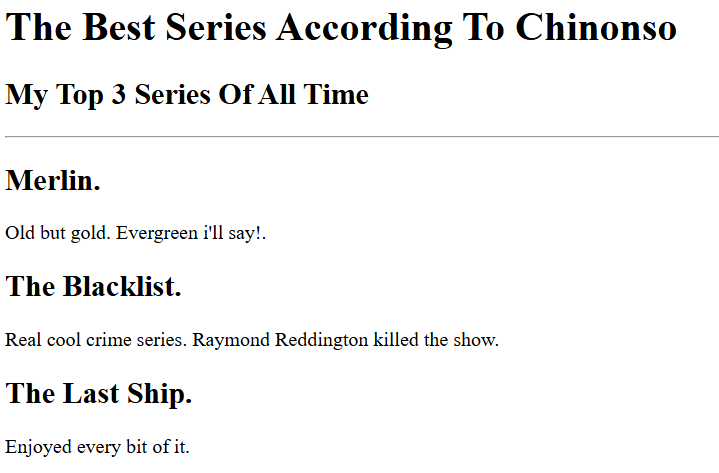 The Best Series According To Chinonso
My Top 3 Series Of All Time
Merlin.
Old but gold. Evergreen i'll say!.
The Blacklist.
Real cool crime series. Raymond Reddington killed the show.
The Last Ship.
Enjoyed every bit of it.